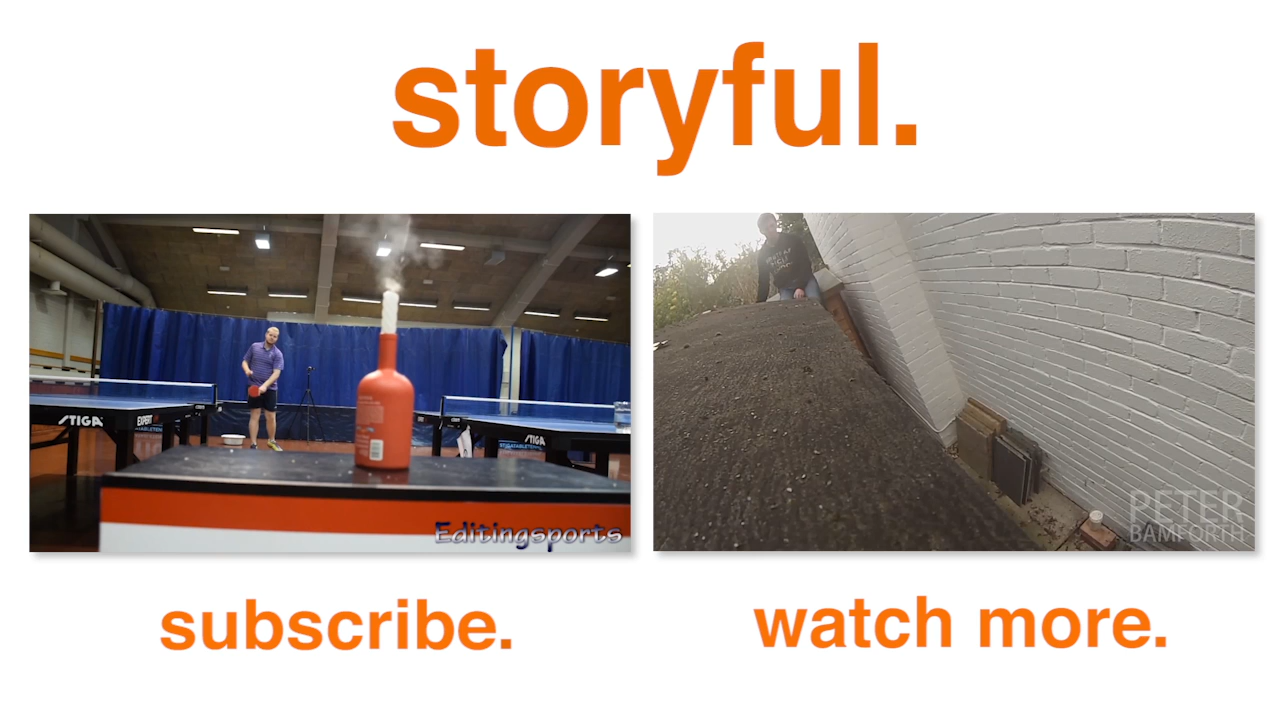 storyful.
STIGA
EXPERT
STIGA
Editingsports
PETER
BAMFORTH
subscribe.
watch more.